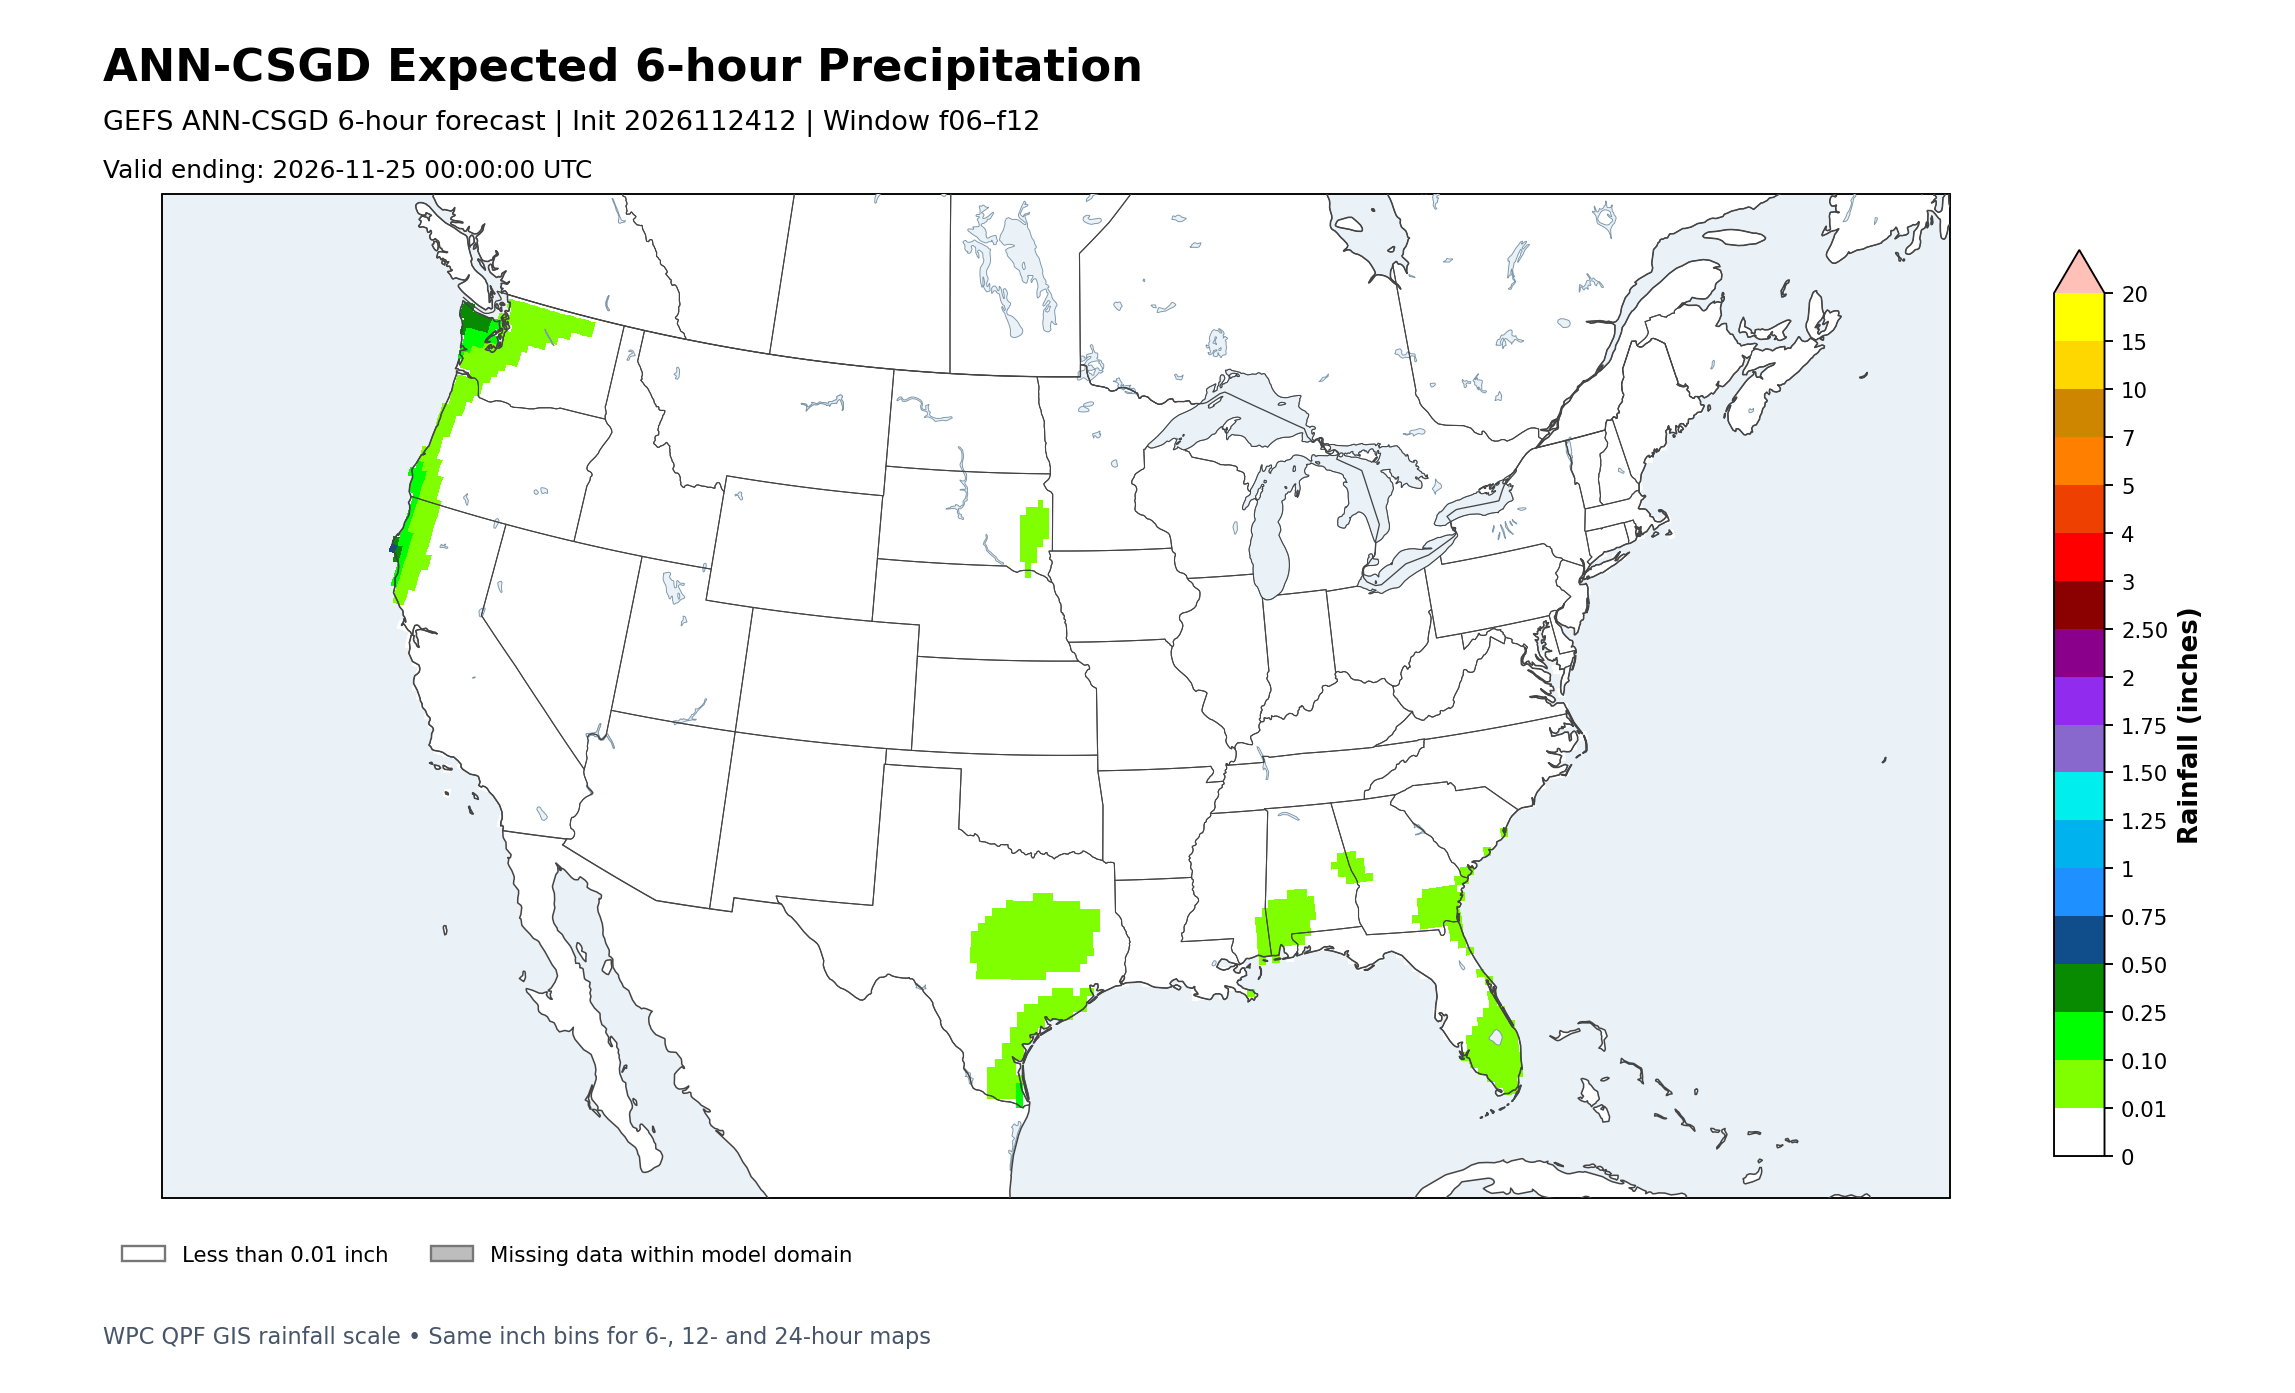 ANN-CSGD Expected 6-hour Precipitation
GEFS ANN-CSGD 6-hour forecast | Init 2026112412 | Window f06–f12
Valid ending: 2026-11-25 00:00:00 UTC
20
15
10
7
5
4
3
2.50
2
1.75
1.50
1.25
1
0.75
0.50
0.25
0.10
0.01
0
Rainfall (inches)
Less than 0.01 inch
Missing data within model domain
WPC QPF GIS rainfall scale • Same inch bins for 6-, 12- and 24-hour maps